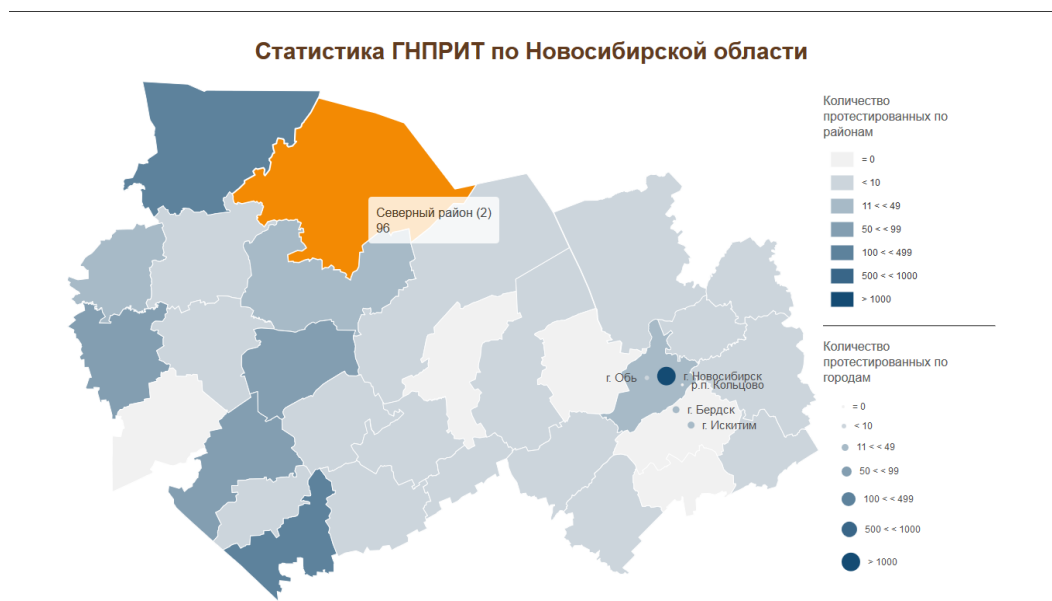 Статистика ГНПРИТ по Новосибирской области
Количество
протестированных по
районам
= 0
< 10
11 < < 49
50 < < 99
100 < < 499
500 < < 1000
> 1000
Северный район (2)
96
г. Обь
г. Новосибирск
р.п. Кольцово
г. Бердск
г. Искитим
Количество
протестированных по
городам
= 0
< 10
11 < < 49
50 < < 99
100 < < 499
500 < < 1000
> 1000